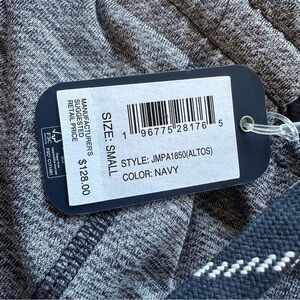 SIZE: SMALL
1 96775 28176 5
STYLE: JMPA1850(ALTOS)
COLOR: NAVY
MANUFACTURER'S
SUGGESTED
RETAIL PRICE
$128.00